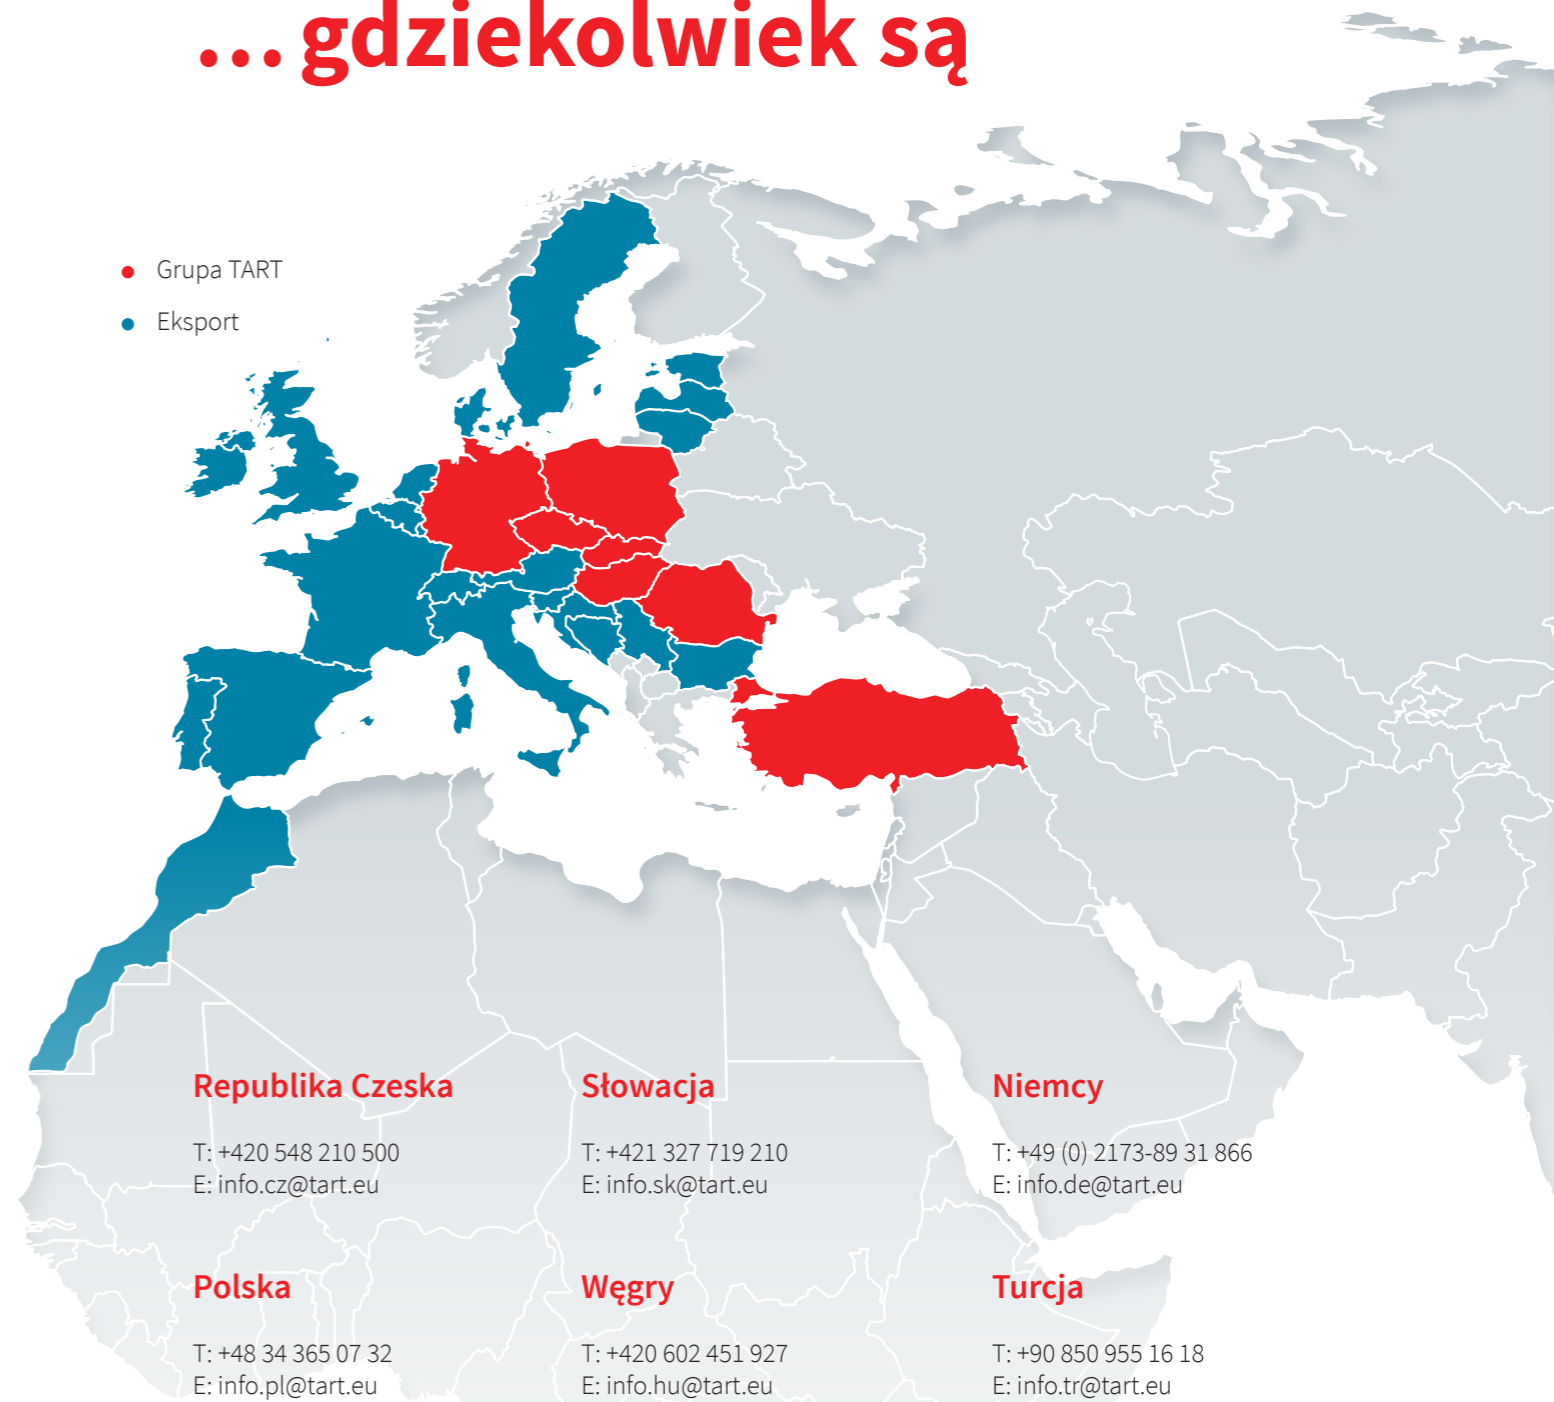 ... gdziekolwiek są
Grupa TART
Eksport
Republika Czeska
T: +420 548 210 500
E: info.cz@tart.eu
Słowacja
T: +421 327 719 210
E: info.sk@tart.eu
Niemcy
T: +49 (0) 2173-89 31 866
E: info.de@tart.eu
Polska
T: +48 34 365 07 32
E: info.pl@tart.eu
Węgry
T: +420 602 451 927
E: info.hu@tart.eu
Turcja
T: +90 850 955 16 18
E: info.tr@tart.eu